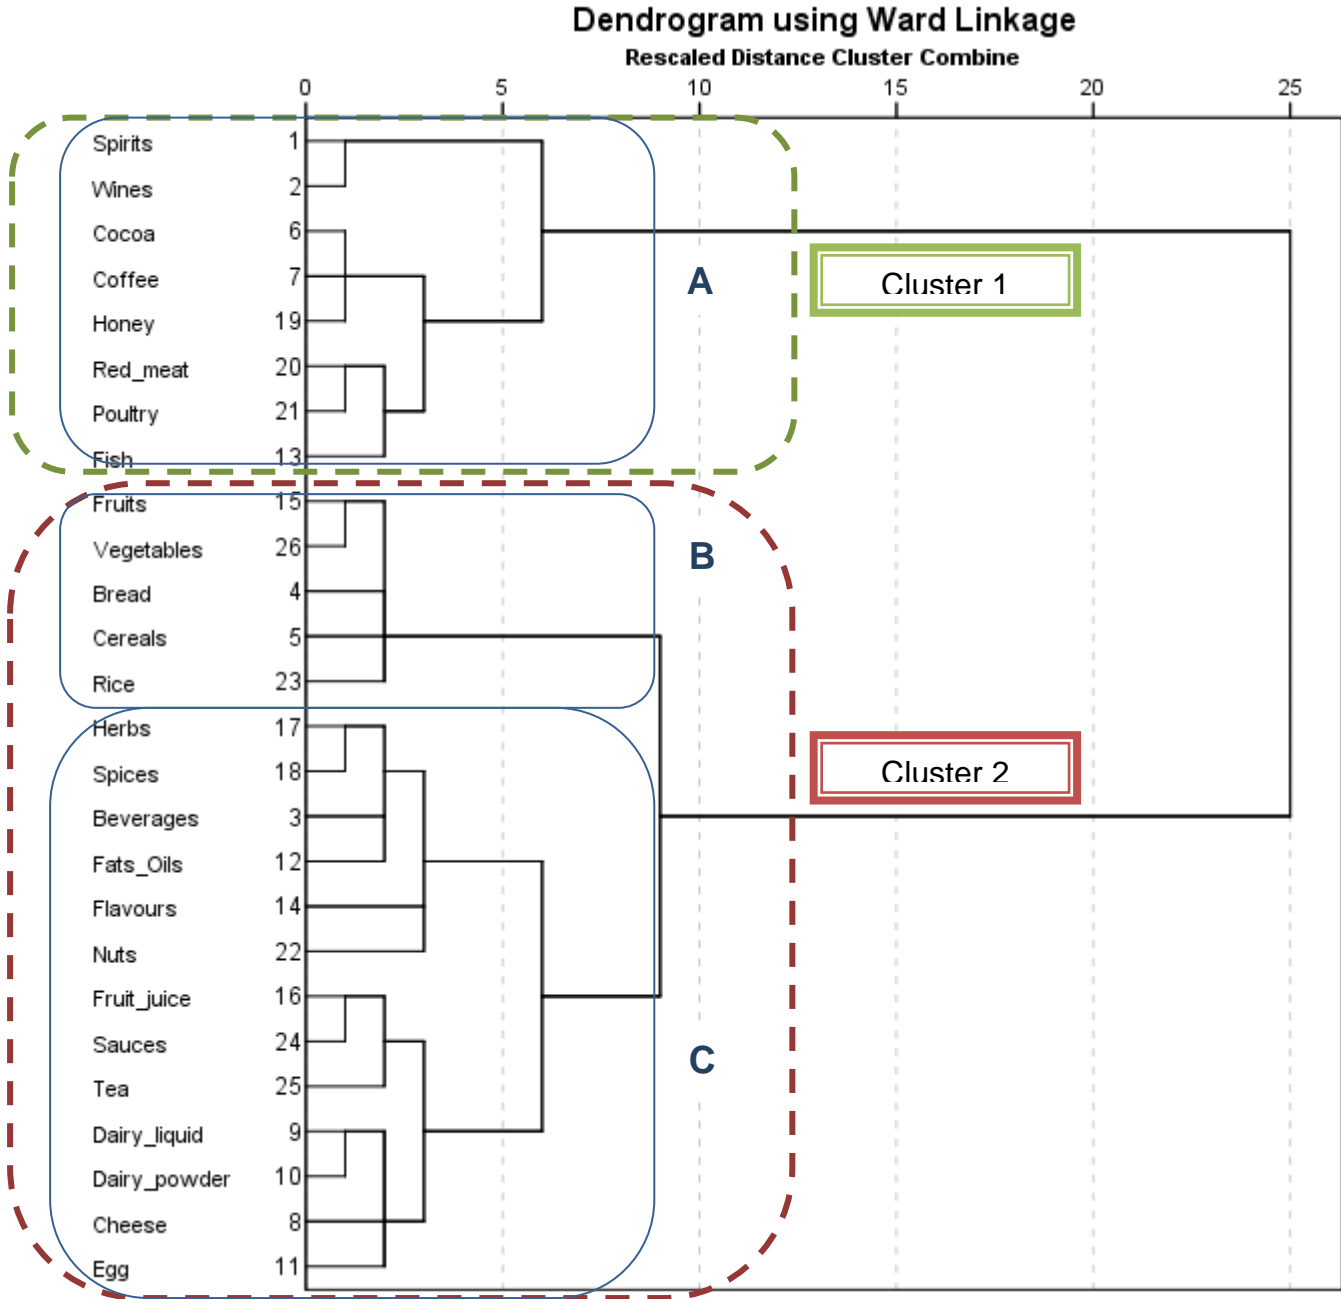 Dendrogram using Ward Linkage
Rescaled Distance Cluster Combine
0 5 10 15 20 25
Spirits 1
Wines 2
Cocoa 6
Coffee 7
A
Cluster 1
Honey 19
Red_meat 20
Poultry 21
Fish 13
Fruits 15
Vegetables 26
B
Bread 4
Cereals 5
Rice 23
Herbs 17
Spices 18
Cluster 2
Beverages 3
Fats_Oils 12
Flavours 14
Nuts 22
Fruit_juice 16
Sauces 24
C
Tea 25
Dairy_liquid 9
Dairy_powder 10
Cheese 8
Egg 11